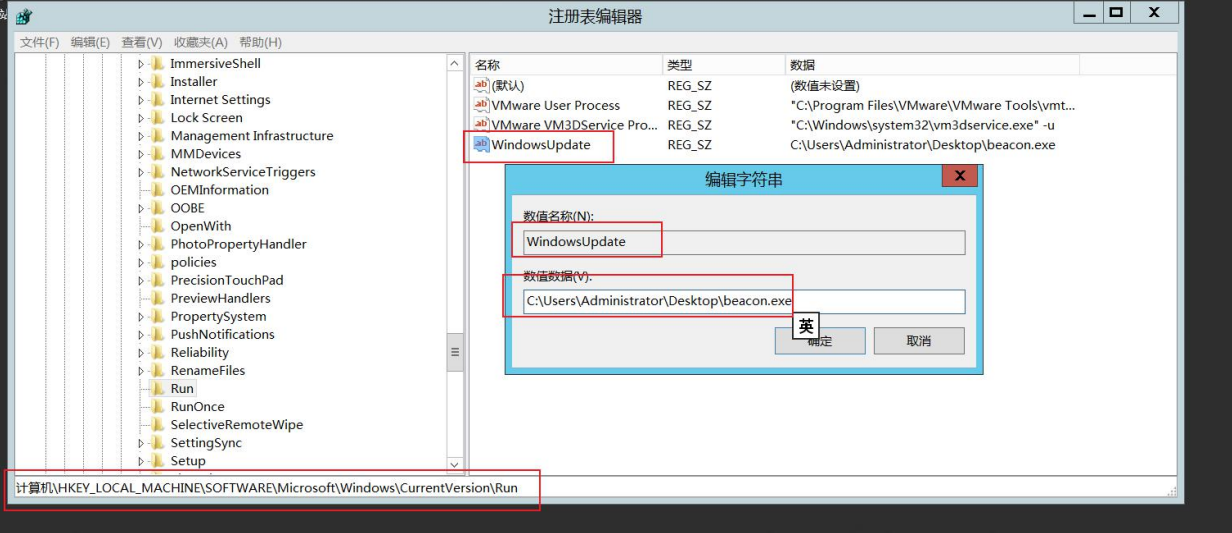 注册表编辑器
文件(F) 编辑(E) 查看(V) 收藏夹(A) 帮助(H)
ImmersiveShell
Installer
Internet Settings
Lock Screen
Management Infrastructure
MMDevices
NetworkServiceTriggers
OEMInformation
OOBE
OpenWith
PhotoPropertyHandler
policies
PrecisionTouchPad
PreviewHandlers
PropertySystem
PushNotifications
Reliability
RenameFiles
Run
RunOnce
SelectiveRemoteWipe
SettingSync
Setup
名称 类型 数据
(默认) REG_SZ (数值未设置)
VMware User Process REG_SZ "C:\Program Files\VMware\VMware Tools\vmt...
VMware VM3DService Pro... REG_SZ "C:\Windows\system32\vm3dservice.exe" -u
WindowsUpdate REG_SZ C:\Users\Administrator\Desktop\beacon.exe
编辑字符串
数值名称(N):
WindowsUpdate
数值数据(V):
C:\Users\Administrator\Desktop\beacon.exe
英
确定 取消
计算机\HKEY_LOCAL_MACHINE\SOFTWARE\Microsoft\Windows\CurrentVersion\Run